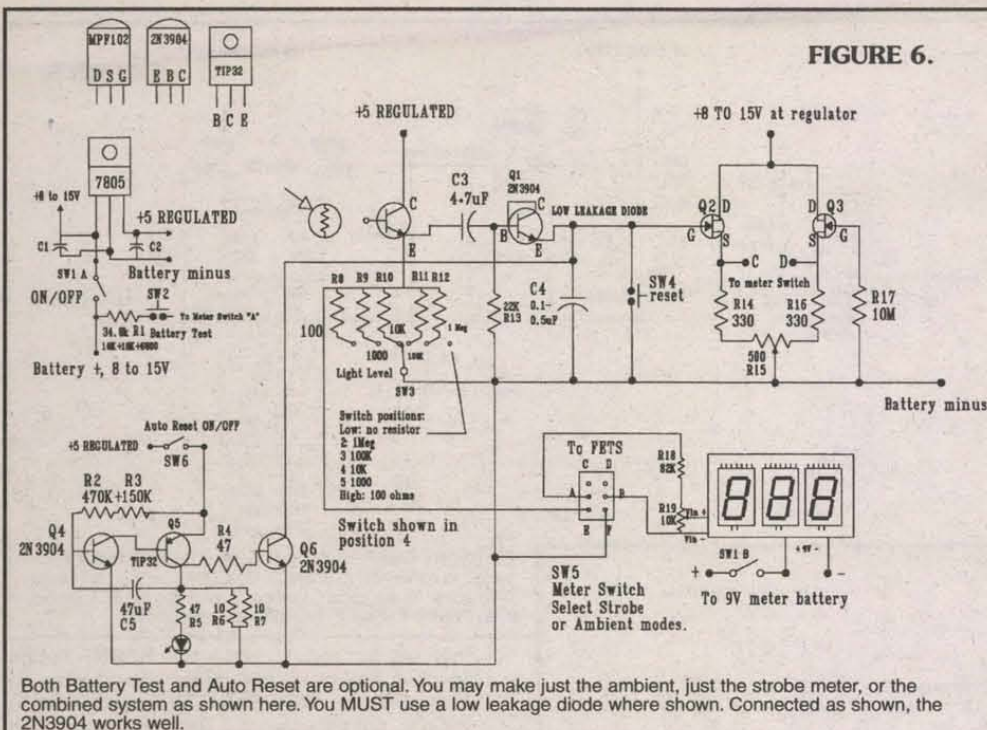 FIGURE 6.
MPF102
D S G
2N3904
E B C
TIP32
B C E
7805
+8 to 15V
+5 REGULATED
C1
C2
Battery minus
SW1 A
ON/OFF
SW2
To Meter Switch "A"
R1 Battery Test
Battery +, 8 to 15V
+5 REGULATED
C
E
C3
4.7uF
Q1
2N3904
C
B
E
LOW LEAKAGE DIODE
+8 TO 15V at regulator
Q2 D
G
S
D Q3
S
G
C
D
To meter Switch
R14
330
R16
330
500
R15
R17
10M
SW4
reset
C4
0.1-
0.5uF
22K
R13
Battery minus
R8 R9 R10 R11 R12
100
1000
10K
100K
1 Meg
Light Level
SW3
Switch positions:
Low: no resistor
2 1Meg
3 100K
4 10K
5 1000
High: 100 ohms
Switch shown in
position 4
Auto Reset ON/OFF
+5 REGULATED
SW6
R2 R3
470K+150K
Q4
2N3904
Q5
TIP32
R4
47
Q6
2N3904
47uF
C5
47
R5
10
R6
10
R7
To FETS
C D
A
B
E F
SW5
Meter Switch
Select Strobe
or Ambient modes.
R18
82K
R19
10K
Vin +
Vin -
888
SW1 B
+ 9V -
+
-
To 9V meter battery
Both Battery Test and Auto Reset are optional. You may make just the ambient, just the strobe meter, or the
combined system as shown here. You MUST use a low leakage diode where shown. Connected as shown, the
2N3904 works well.